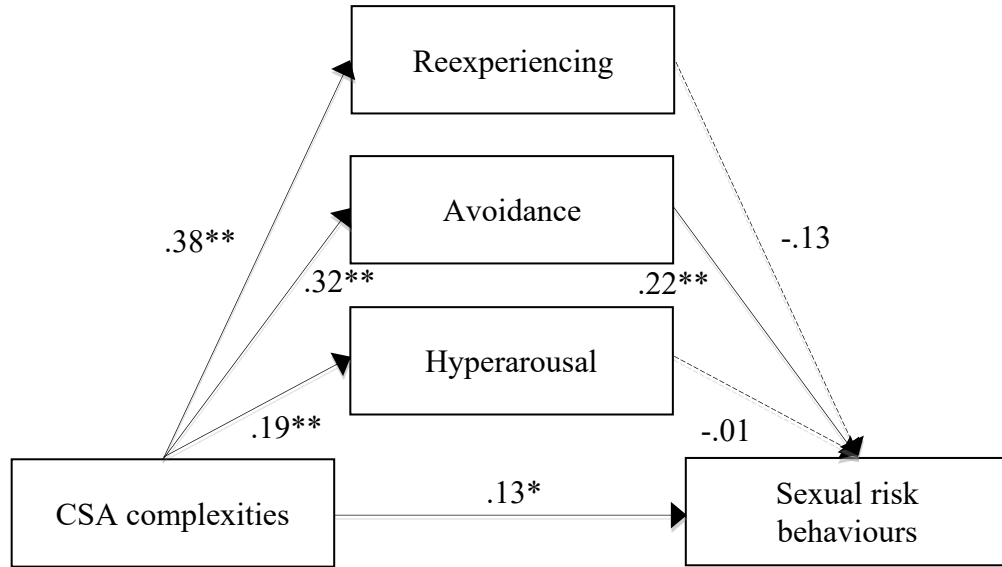 Reexperiencing
Avoidance
.38**
-.13
.32**
.22**
Hyperarousal
.19**
-.01
CSA complexities
.13*
Sexual risk
behaviours